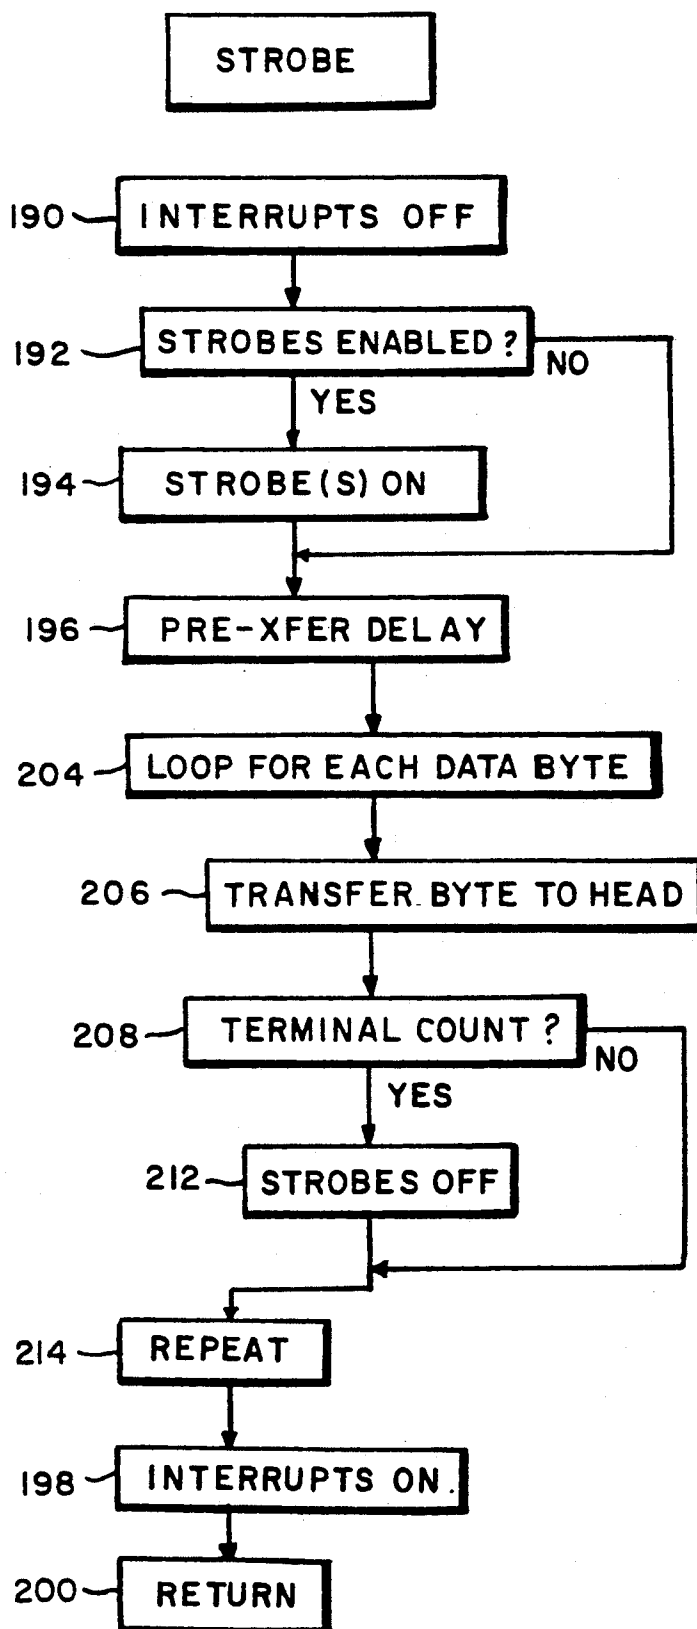 STROBE
190 INTERRUPTS OFF
192 STROBES ENABLED? NO
YES
194 STROBE(S) ON
196 PRE-XFER DELAY
204 LOOP FOR EACH DATA BYTE
206 TRANSFER BYTE TO HEAD
208 TERMINAL COUNT? NO
YES
212 STROBES OFF
214 REPEAT
198 INTERRUPTS ON
200 RETURN